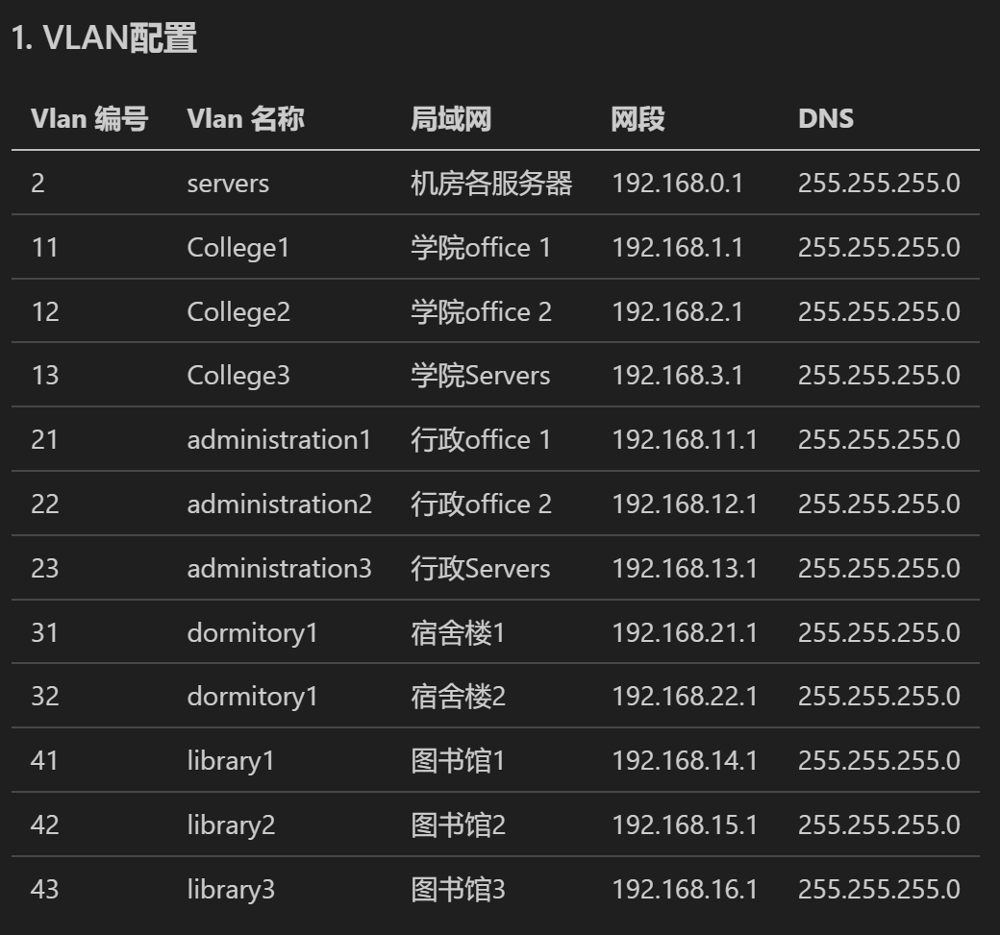 1. VLAN配置
Vlan 编号 Vlan 名称 局域网 网段 DNS
2 servers 机房各服务器 192.168.0.1 255.255.255.0
11 College1 学院office 1 192.168.1.1 255.255.255.0
12 College2 学院office 2 192.168.2.1 255.255.255.0
13 College3 学院Servers 192.168.3.1 255.255.255.0
21 administration1 行政office 1 192.168.11.1 255.255.255.0
22 administration2 行政office 2 192.168.12.1 255.255.255.0
23 administration3 行政Servers 192.168.13.1 255.255.255.0
31 dormitory1 宿舍楼1 192.168.21.1 255.255.255.0
32 dormitory1 宿舍楼2 192.168.22.1 255.255.255.0
41 library1 图书馆1 192.168.14.1 255.255.255.0
42 library2 图书馆2 192.168.15.1 255.255.255.0
43 library3 图书馆3 192.168.16.1 255.255.255.0